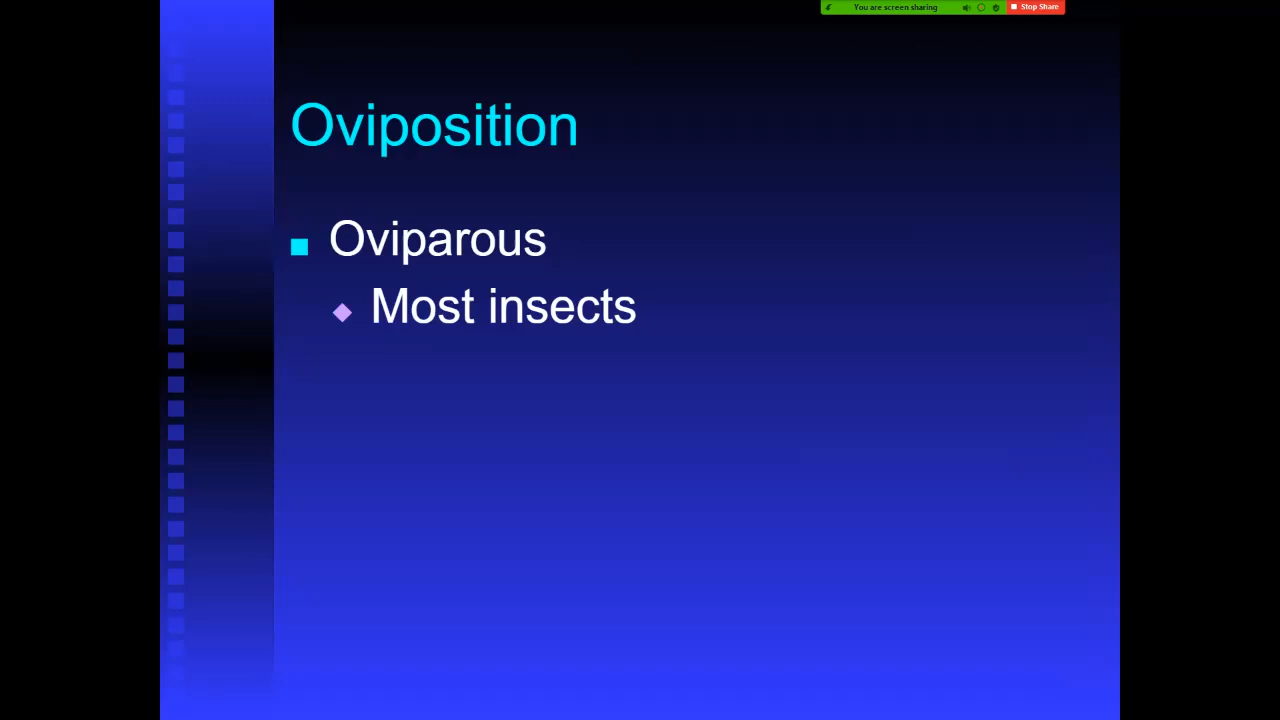 You are screen sharing
Stop Share
Oviposition
Oviparous
Most insects